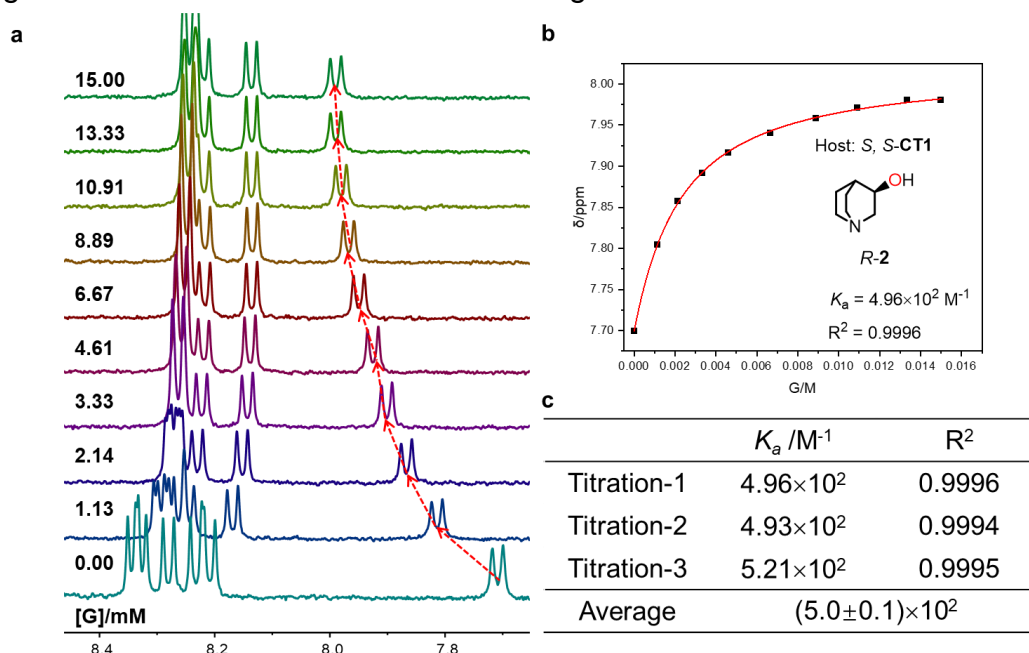 a
15.00
13.33
10.91
8.89
6.67
4.61
3.33
2.14
1.13
0.00
[G]/mM
8.4 8.2 8.0 7.8
b
8.00
7.95
7.90
7.85
7.80
7.75
7.70
δ/ppm
0.000 0.002 0.004 0.006 0.008 0.010 0.012 0.014 0.016
G/M
Host: S, S-CT1
OH
N
R-2
Ka = 4.96×10² M⁻¹
R² = 0.9996
c
Ka /M⁻¹ R²
Titration-1 4.96×10² 0.9996
Titration-2 4.93×10² 0.9994
Titration-3 5.21×10² 0.9995
Average (5.0±0.1)×10²